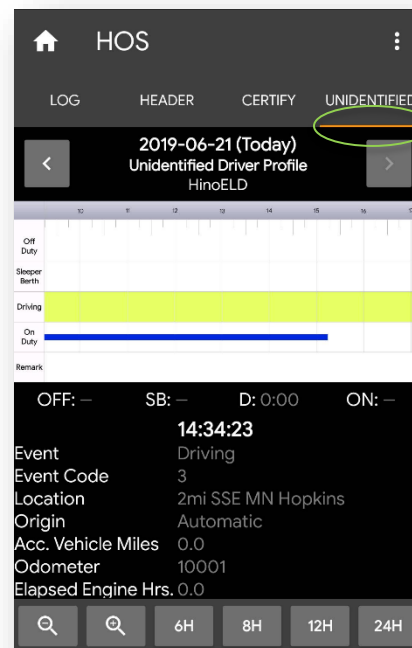 HOS
LOG HEADER CERTIFY UNIDENTIFIED
2019-06-21 (Today)
Unidentified Driver Profile
HinoELD
10 11 12 13 14 15 16 17
Off
Duty
Sleeper
Berth
Driving
On
Duty
Remark
OFF: — SB: — D: 0:00 ON: —
14:34:23
Event Driving
Event Code 3
Location 2mi SSE MN Hopkins
Origin Automatic
Acc. Vehicle Miles 0.0
Odometer 10001
Elapsed Engine Hrs. 0.0
6H 8H 12H 24H